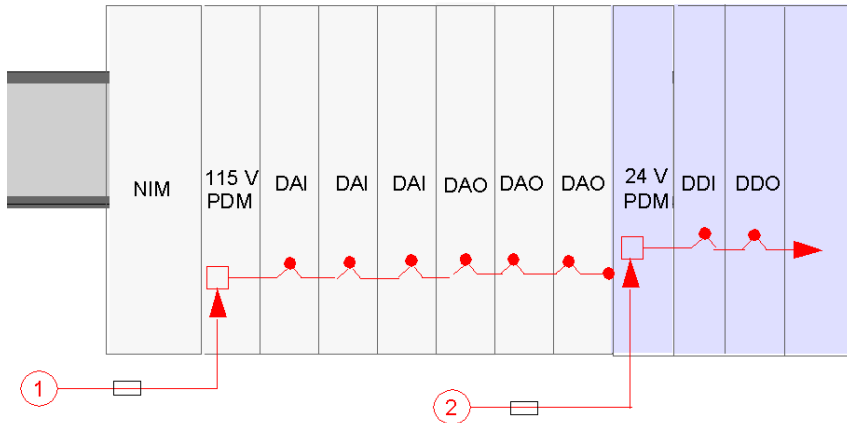 NIM
115 V
PDM
DAI
DAI
DAI
DAO
DAO
DAO
24 V
PDM
DDI
DDO
1
2